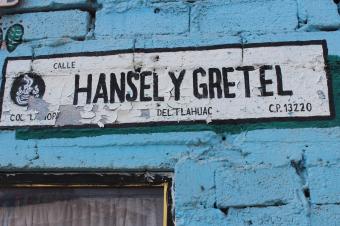 CALLE
HANSEL Y GRETEL
COL. DEL TLAHUAC C.P. 13220